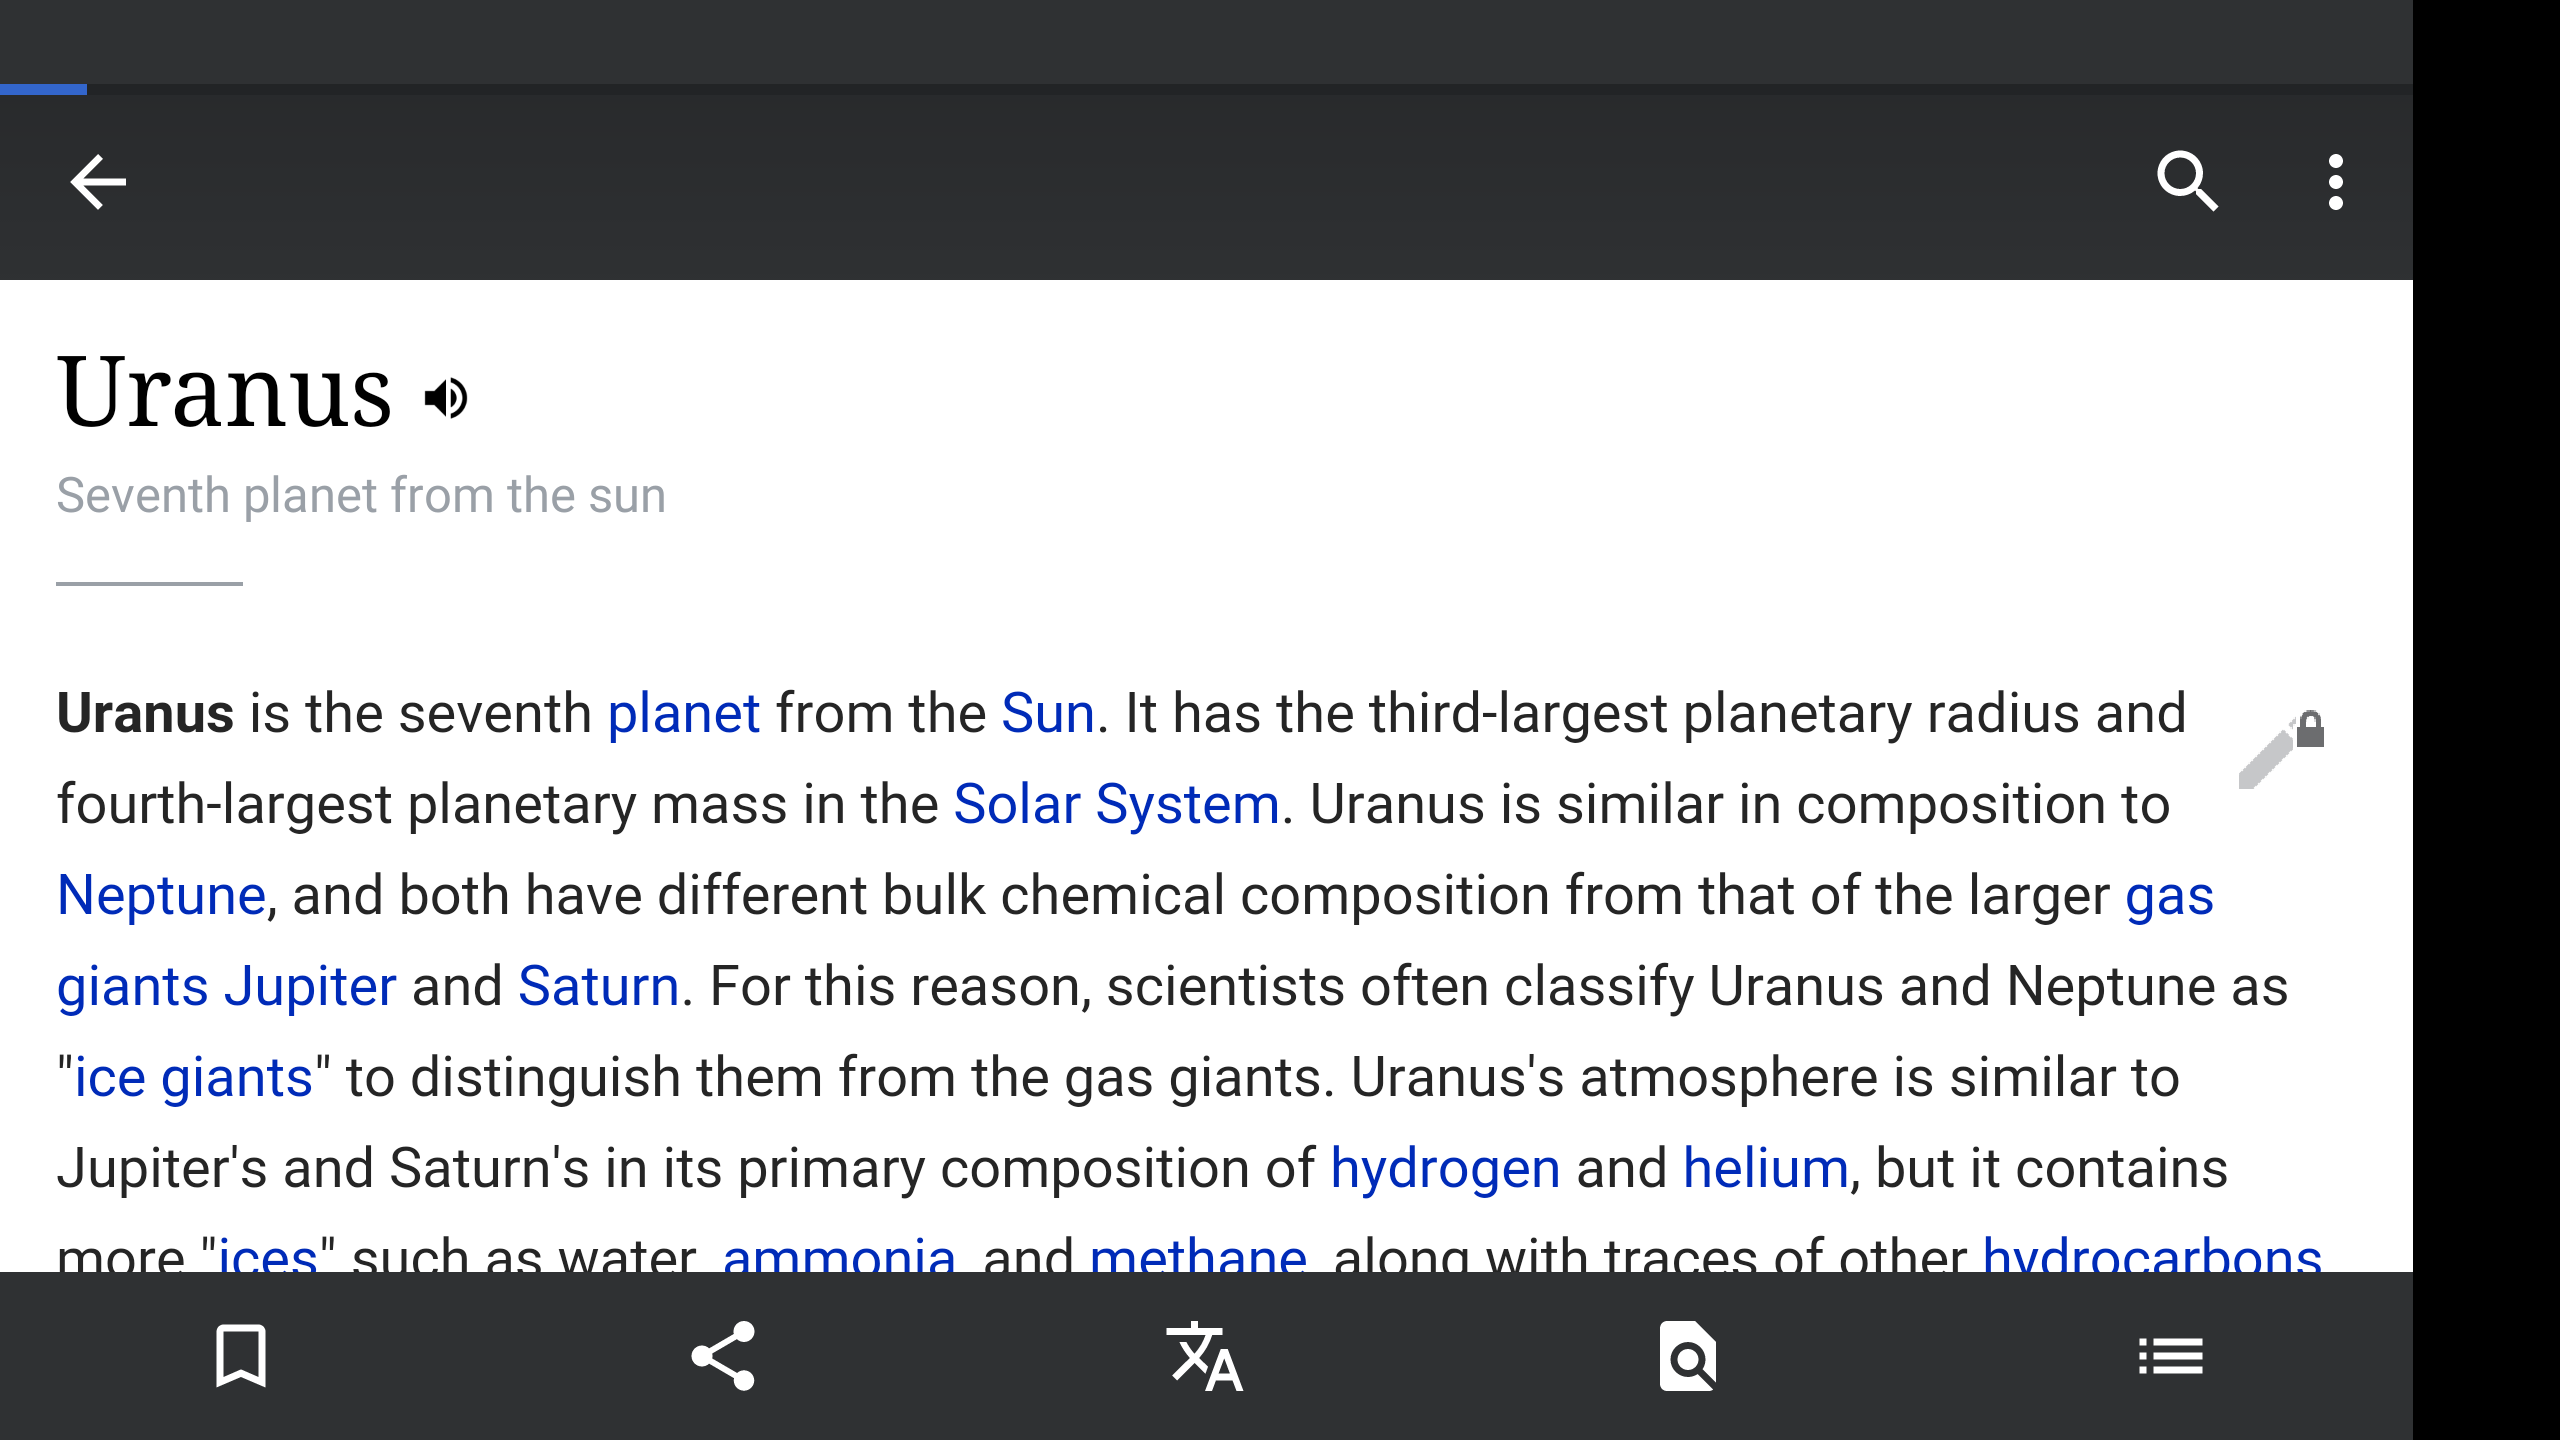 Uranus
Seventh planet from the sun
Uranus is the seventh planet from the Sun. It has the third-largest planetary radius and
fourth-largest planetary mass in the Solar System. Uranus is similar in composition to
Neptune, and both have different bulk chemical composition from that of the larger gas
giants Jupiter and Saturn. For this reason, scientists often classify Uranus and Neptune as
"ice giants" to distinguish them from the gas giants. Uranus's atmosphere is similar to
Jupiter's and Saturn's in its primary composition of hydrogen and helium, but it contains
more "ices" such as water, ammonia, and methane, along with traces of other hydrocarbons